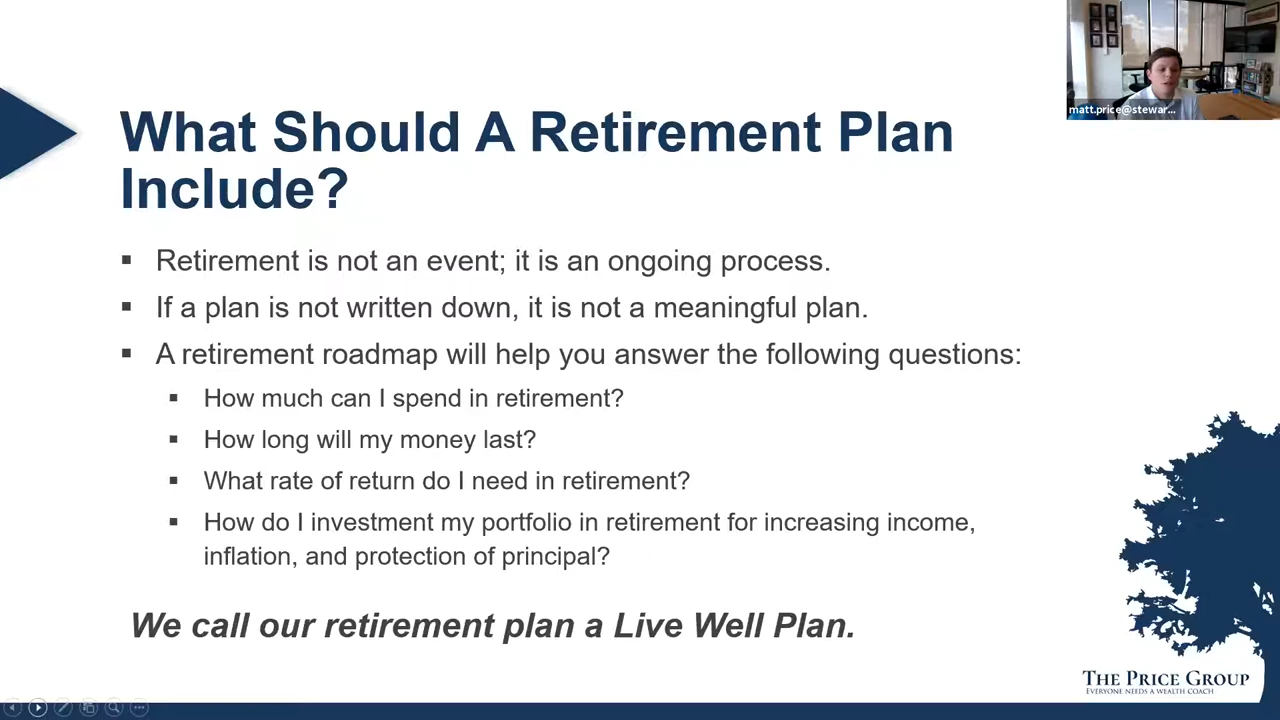 matt.price@stewar...
What Should A Retirement Plan
Include?
▪ Retirement is not an event; it is an ongoing process.
▪ If a plan is not written down, it is not a meaningful plan.
▪ A retirement roadmap will help you answer the following questions:
▪ How much can I spend in retirement?
▪ How long will my money last?
▪ What rate of return do I need in retirement?
▪ How do I investment my portfolio in retirement for increasing income,
inflation, and protection of principal?
We call our retirement plan a Live Well Plan.
THE PRICE GROUP
EVERYONE NEEDS A WEALTH COACH